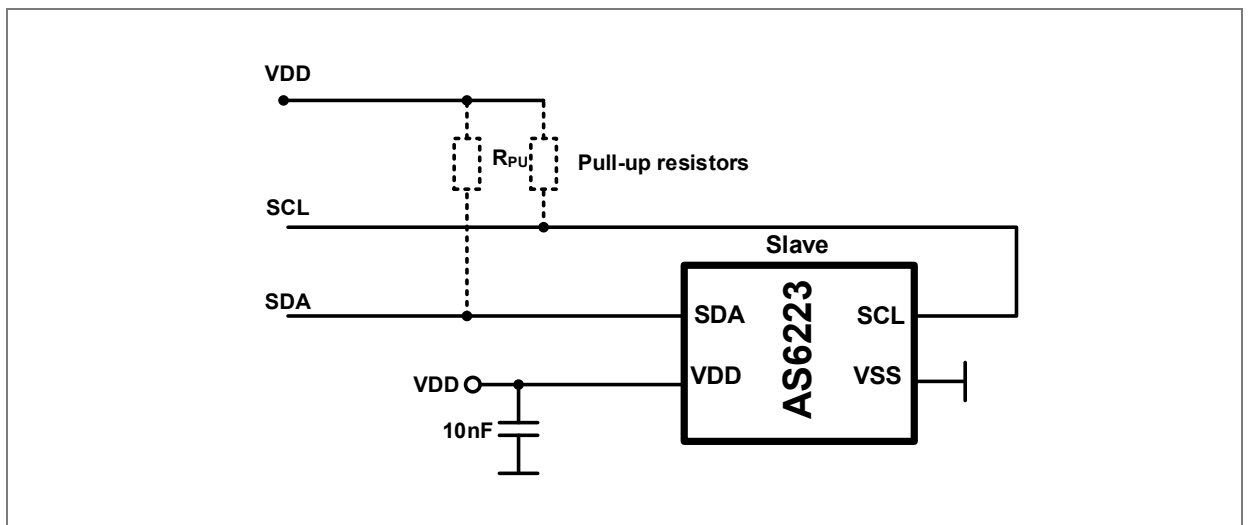 VDD
RPU
Pull-up resistors
SCL
Slave
SDA
SDA
SCL
AS6223
VDD
VDD
VSS
10nF